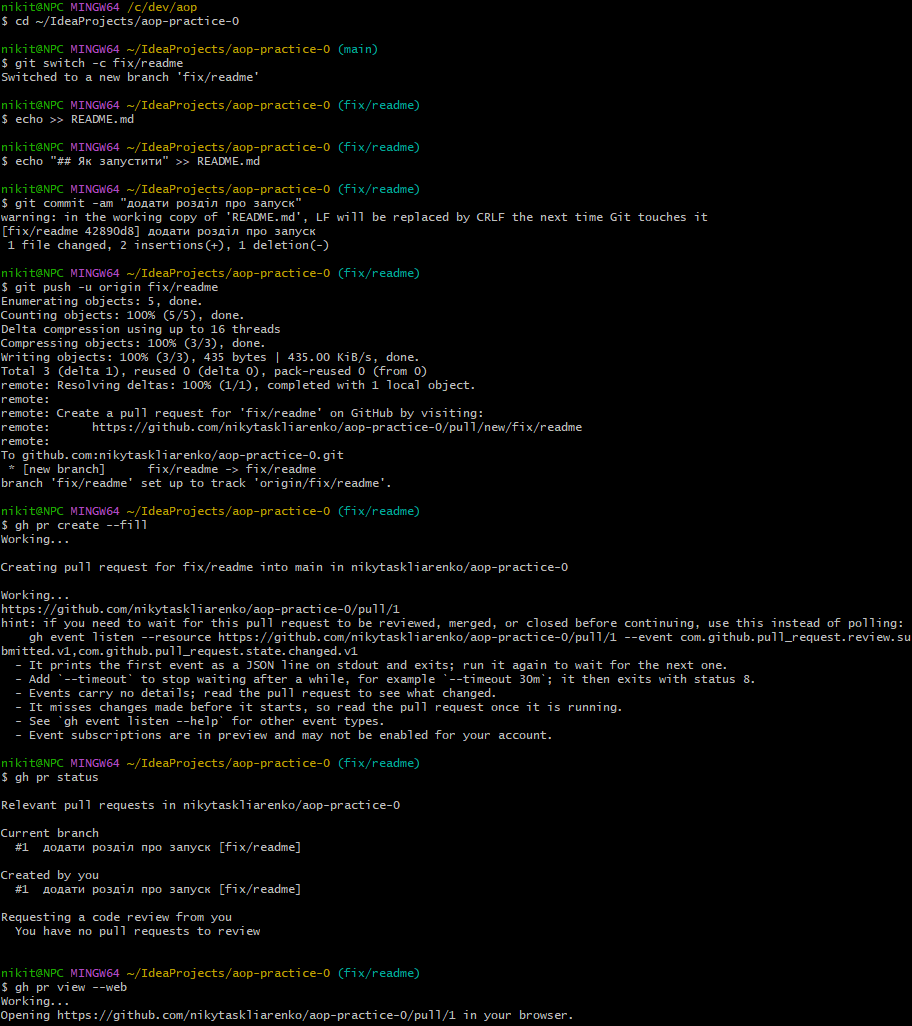 nikit@NPC MINGW64 /c/dev/aop
$ cd ~/IdeaProjects/aop-practice-0

nikit@NPC MINGW64 ~/IdeaProjects/aop-practice-0 (main)
$ git switch -c fix/readme
Switched to a new branch 'fix/readme'

nikit@NPC MINGW64 ~/IdeaProjects/aop-practice-0 (fix/readme)
$ echo >> README.md

nikit@NPC MINGW64 ~/IdeaProjects/aop-practice-0 (fix/readme)
$ echo "## Як запустити" >> README.md

nikit@NPC MINGW64 ~/IdeaProjects/aop-practice-0 (fix/readme)
$ git commit -am "додати розділ про запуск"
warning: in the working copy of 'README.md', LF will be replaced by CRLF the next time Git touches it
[fix/readme 42890d8] додати розділ про запуск
 1 file changed, 2 insertions(+), 1 deletion(-)

nikit@NPC MINGW64 ~/IdeaProjects/aop-practice-0 (fix/readme)
$ git push -u origin fix/readme
Enumerating objects: 5, done.
Counting objects: 100% (5/5), done.
Delta compression using up to 16 threads
Compressing objects: 100% (3/3), done.
Writing objects: 100% (3/3), 435 bytes | 435.00 KiB/s, done.
Total 3 (delta 1), reused 0 (delta 0), pack-reused 0 (from 0)
remote: Resolving deltas: 100% (1/1), completed with 1 local object.
remote:
remote: Create a pull request for 'fix/readme' on GitHub by visiting:
remote:      https://github.com/nikytaskliarenko/aop-practice-0/pull/new/fix/readme
remote:
To github.com:nikytaskliarenko/aop-practice-0.git
 * [new branch]      fix/readme -> fix/readme
branch 'fix/readme' set up to track 'origin/fix/readme'.

nikit@NPC MINGW64 ~/IdeaProjects/aop-practice-0 (fix/readme)
$ gh pr create --fill
Working...

Creating pull request for fix/readme into main in nikytaskliarenko/aop-practice-0

Working...
https://github.com/nikytaskliarenko/aop-practice-0/pull/1
hint: if you need to wait for this pull request to be reviewed, merged, or closed before continuing, use this instead of polling:
    gh event listen --resource https://github.com/nikytaskliarenko/aop-practice-0/pull/1 --event com.github.pull_request.review.su
bmitted.v1,com.github.pull_request.state.changed.v1
  - It prints the first event as a JSON line on stdout and exits; run it again to wait for the next one.
  - Add `--timeout` to stop waiting after a while, for example `--timeout 30m`; it then exits with status 8.
  - Events carry no details; read the pull request to see what changed.
  - It misses changes made before it starts, so read the pull request once it is running.
  - See `gh event listen --help` for other event types.
  - Event subscriptions are in preview and may not be enabled for your account.

nikit@NPC MINGW64 ~/IdeaProjects/aop-practice-0 (fix/readme)
$ gh pr status

Relevant pull requests in nikytaskliarenko/aop-practice-0

Current branch
  #1  додати розділ про запуск [fix/readme]

Created by you
  #1  додати розділ про запуск [fix/readme]

Requesting a code review from you
  You have no pull requests to review


nikit@NPC MINGW64 ~/IdeaProjects/aop-practice-0 (fix/readme)
$ gh pr view --web
Working...
Opening https://github.com/nikytaskliarenko/aop-practice-0/pull/1 in your browser.